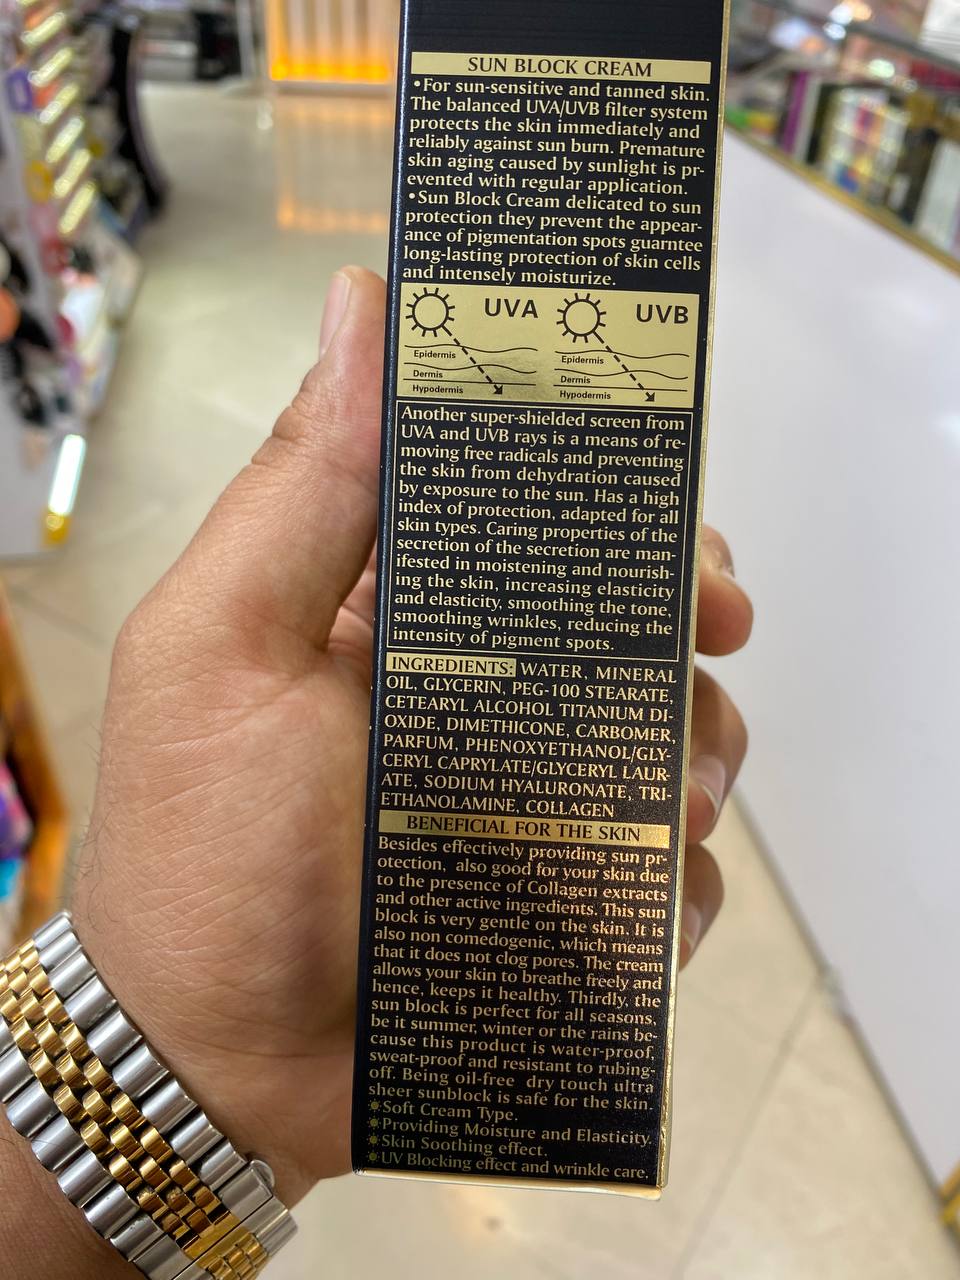 SUN BLOCK CREAM
•For sun-sensitive and tanned skin.
The balanced UVA/UVB filter system
protects the skin immediately and
reliably against sun burn. Premature
skin aging caused by sunlight is pr-
evented with regular application.
•Sun Block Cream delicated to sun
protection they prevent the appear-
ance of pigmentation spots guarntee
long-lasting protection of skin cells
and intensely moisturize.
UVA
Epidermis
Dermis
Hypodermis
UVB
Epidermis
Dermis
Hypodermis
Another super-shielded screen from
UVA and UVB rays is a means of re-
moving free radicals and preventing
the skin from dehydration caused
by exposure to the sun. Has a high
index of protection, adapted for all
skin types. Caring properties of the
secretion of the secretion are man-
ifested in moistening and nourish-
ing the skin, increasing elasticity
and elasticity, smoothing the tone,
smoothing wrinkles, reducing the
intensity of pigment spots.
INGREDIENTS: WATER, MINERAL
OIL, GLYCERIN, PEG-100 STEARATE,
CETEARYL ALCOHOL TITANIUM DI-
OXIDE, DIMETHICONE, CARBOMER,
PARFUM, PHENOXYETHANOL/GLY-
CERYL CAPRYLATE/GLYCERYL LAUR-
ATE, SODIUM HYALURONATE, TRI-
ETHANOLAMINE, COLLAGEN
BENEFICIAL FOR THE SKIN
Besides effectively providing sun pr-
otection, also good for your skin due
to the presence of Collagen extracts
and other active ingredients. This sun
block is very gentle on the skin. It is
also non comedogenic, which means
that it does not clog pores. The cream
allows your skin to breathe freely and
hence, keeps it healthy. Thirdly, the
sun block is perfect for all seasons,
be it summer, winter or the rains be-
cause this product is water-proof,
sweat-proof and resistant to rubing-
off. Being oil-free dry touch ultra
sheer sunblock is safe for the skin.
Soft Cream Type.
Providing Moisture and Elasticity.
Skin Soothing effect.
UV Blocking effect and wrinkle care.